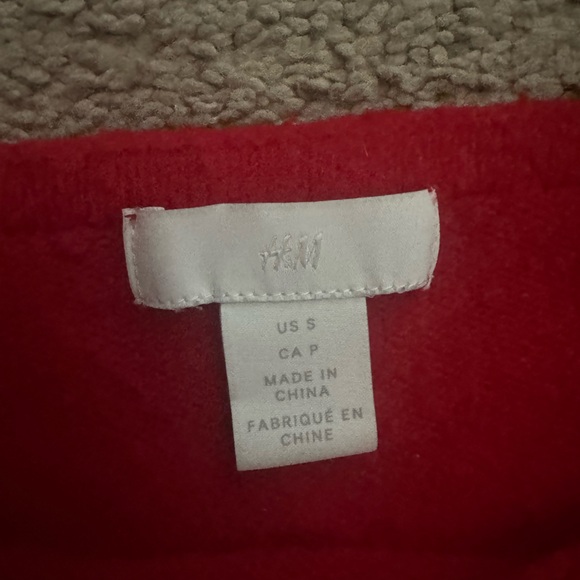 H&M
US S
CA P
MADE IN
CHINA
FABRIQUÉ EN
CHINE